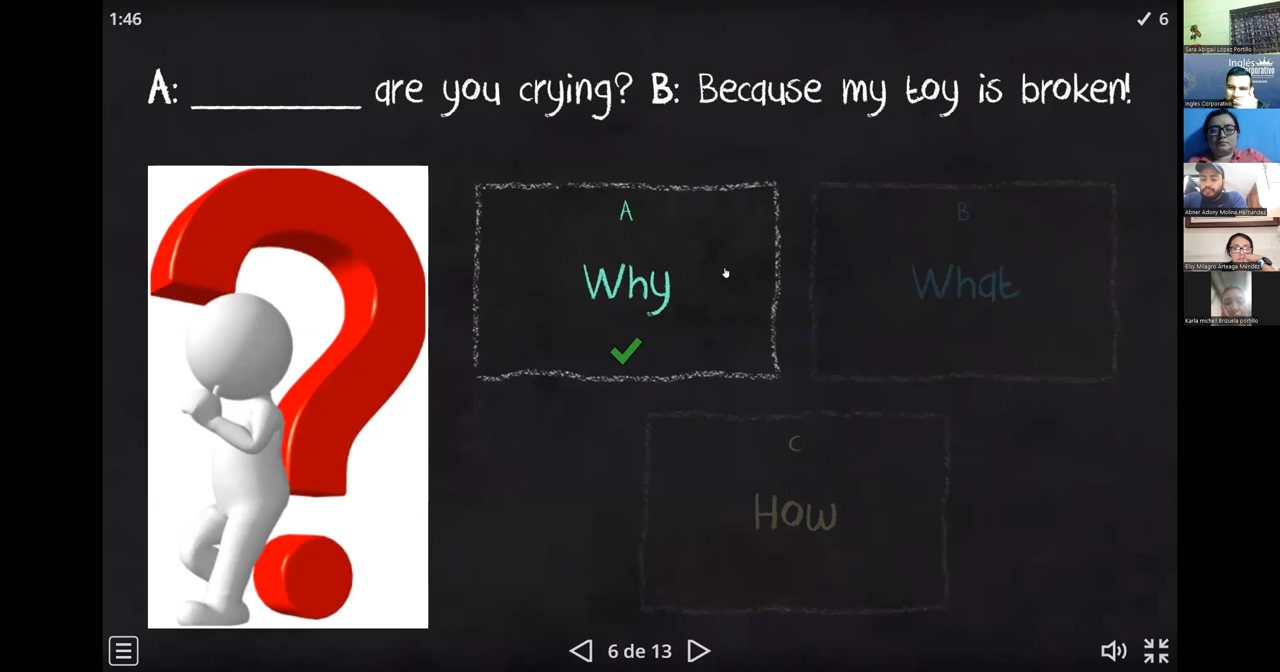 1:46
✓ 6
A: __________ are you crying? B: Because my toy is broken!
A
Why
B
What
C
How
6 de 13
Sara Abigail López Portillo
Inglés
Corporativo
Ingles Corporativo
Abner Adony Molina Hernández
Elsy Milagro Arteaga Méndez
Karla michell Brizuela portillo